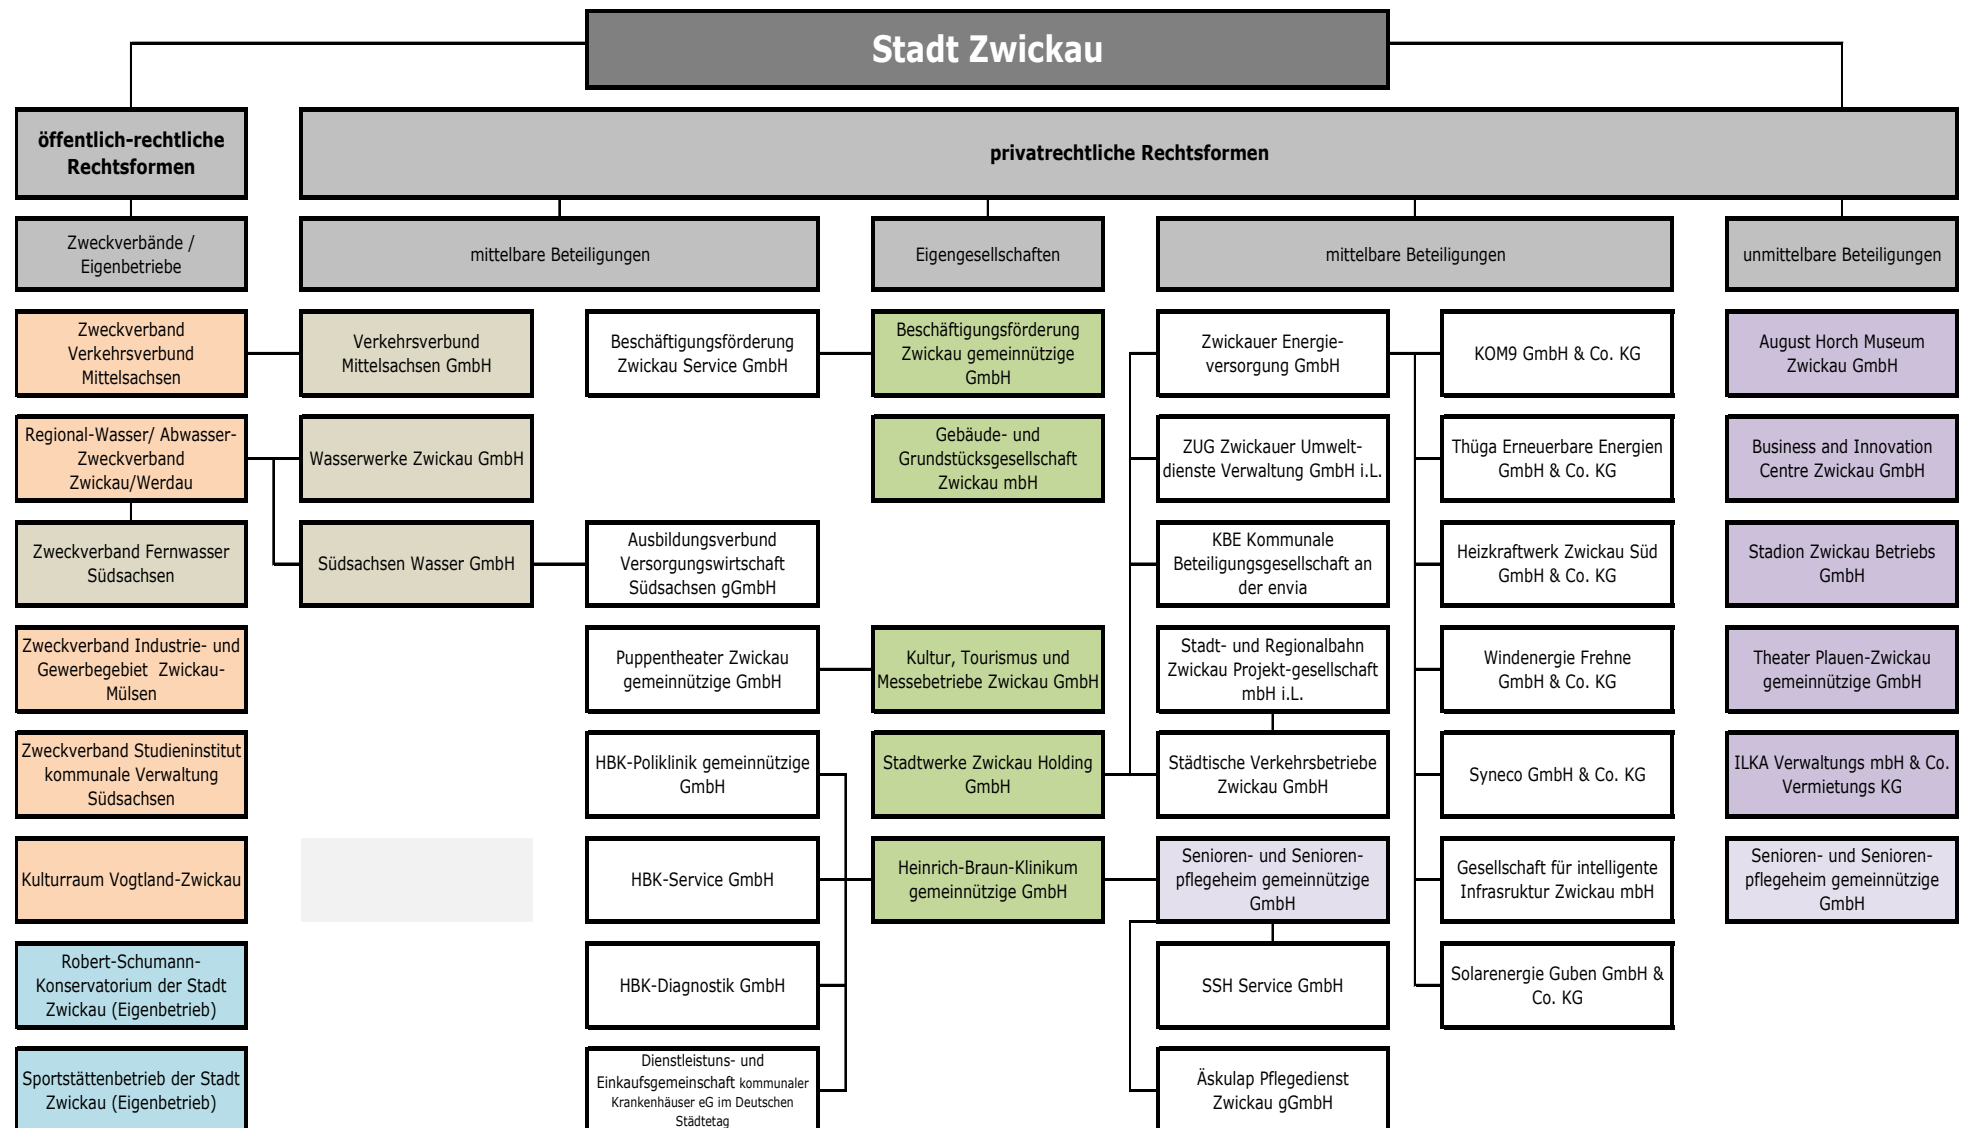 Stadt Zwickau
öffentlich-rechtliche
Rechtsformen
privatrechtliche Rechtsformen
Zweckverbände /
Eigenbetriebe
mittelbare Beteiligungen
Eigengesellschaften
mittelbare Beteiligungen
unmittelbare Beteiligungen
Zweckverband
Verkehrsverbund
Mittelsachsen
Verkehrsverbund
Mittelsachsen GmbH
Beschäftigungsförderung
Zwickau Service GmbH
Beschäftigungsförderung
Zwickau gemeinnützige
GmbH
Zwickauer Energie-
versorgung GmbH
KOM9 GmbH & Co. KG
August Horch Museum
Zwickau GmbH
Regional-Wasser/ Abwasser-
Zweckverband
Zwickau/Werdau
Wasserwerke Zwickau GmbH
Gebäude- und
Grundstücksgesellschaft
Zwickau mbH
ZUG Zwickauer Umwelt-
dienste Verwaltung GmbH i.L.
Thüga Erneuerbare Energien
GmbH & Co. KG
Business and Innovation
Centre Zwickau GmbH
Zweckverband Fernwasser
Südsachsen
Südsachsen Wasser GmbH
Ausbildungsverbund
Versorgungswirtschaft
Südsachsen gGmbH
KBE Kommunale
Beteiligungsgesellschaft an
der envia
Heizkraftwerk Zwickau Süd
GmbH & Co. KG
Stadion Zwickau Betriebs
GmbH
Zweckverband Industrie- und
Gewerbegebiet Zwickau-
Mülsen
Puppentheater Zwickau
gemeinnützige GmbH
Kultur, Tourismus und
Messebetriebe Zwickau GmbH
Stadt- und Regionalbahn
Zwickau Projekt-gesellschaft
mbH i.L.
Windenergie Frehne
GmbH & Co. KG
Theater Plauen-Zwickau
gemeinnützige GmbH
Zweckverband Studieninstitut
kommunale Verwaltung
Südsachsen
HBK-Poliklinik gemeinnützige
GmbH
Stadtwerke Zwickau Holding
GmbH
Städtische Verkehrsbetriebe
Zwickau GmbH
Syneco GmbH & Co. KG
ILKA Verwaltungs mbH & Co.
Vermietungs KG
Kulturraum Vogtland-Zwickau
HBK-Service GmbH
Heinrich-Braun-Klinikum
gemeinnützige GmbH
Senioren- und Senioren-
pflegeheim gemeinnützige
GmbH
Gesellschaft für intelligente
Infrasruktur Zwickau mbH
Senioren- und Senioren-
pflegeheim gemeinnützige
GmbH
Robert-Schumann-
Konservatorium der Stadt
Zwickau (Eigenbetrieb)
HBK-Diagnostik GmbH
SSH Service GmbH
Solarenergie Guben GmbH &
Co. KG
Sportstättenbetrieb der Stadt
Zwickau (Eigenbetrieb)
Dienstleistuns- und
Einkaufsgemeinschaft kommunaler
Krankenhäuser eG im Deutschen
Städtetag
Äskulap Pflegedienst
Zwickau gGmbH